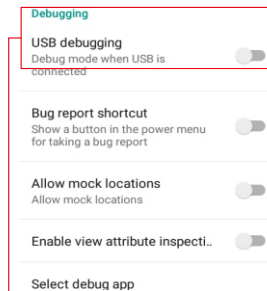 Debugging
USB debugging
Debug mode when USB is
connected
Bug report shortcut
Show a button in the power menu
for taking a bug report
Allow mock locations
Allow mock locations
Enable view attribute inspecti..
Select debug app